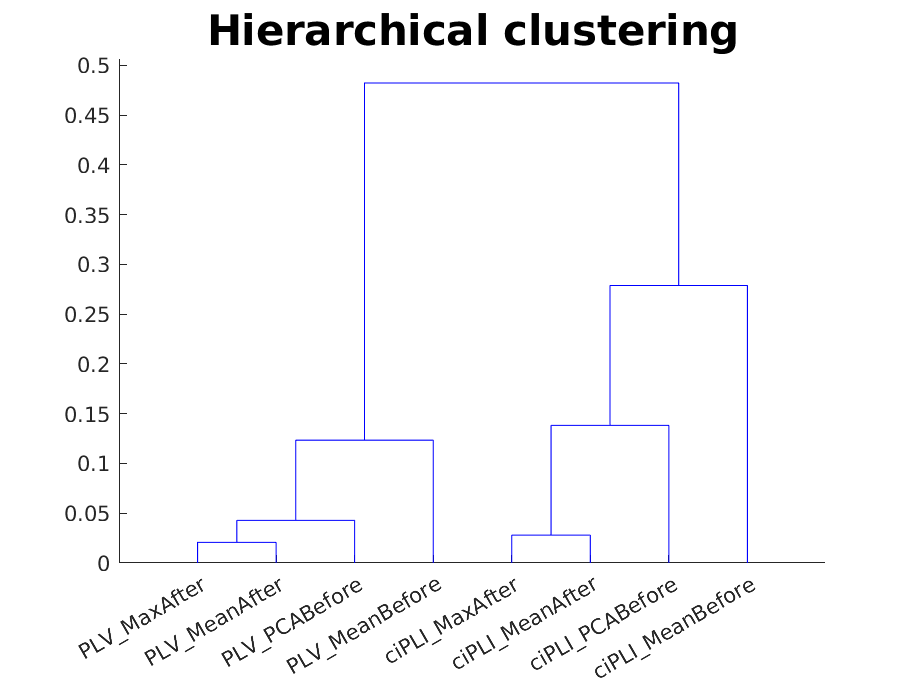 Hierarchical clustering
0.5
0.45
0.4
0.35
0.3
0.25
0.2
0.15
0.1
0.05
0
PLV_MaxAfter
PLV_MeanAfter
PLV_PCABefore
PLV_MeanBefore
ciPLI_MaxAfter
ciPLI_MeanAfter
ciPLI_PCABefore
ciPLI_MeanBefore